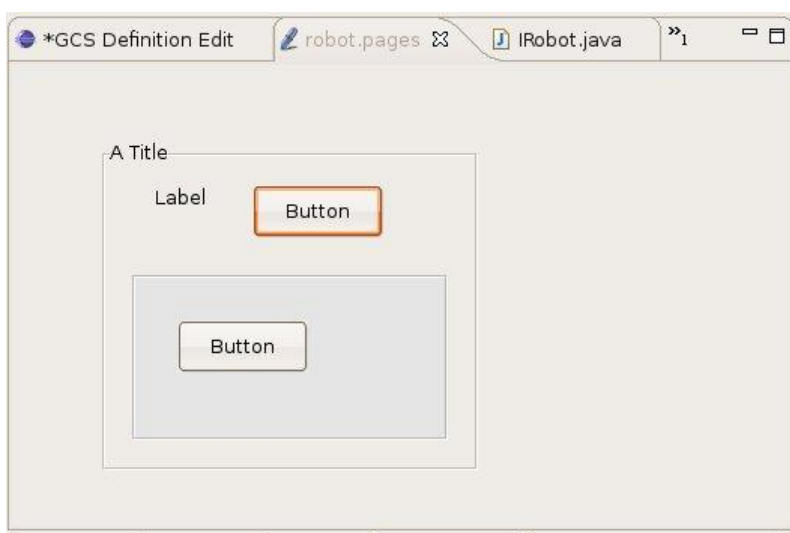 *GCS Definition Edit robot.pages IRobot.java »1
A Title
Label Button
Button